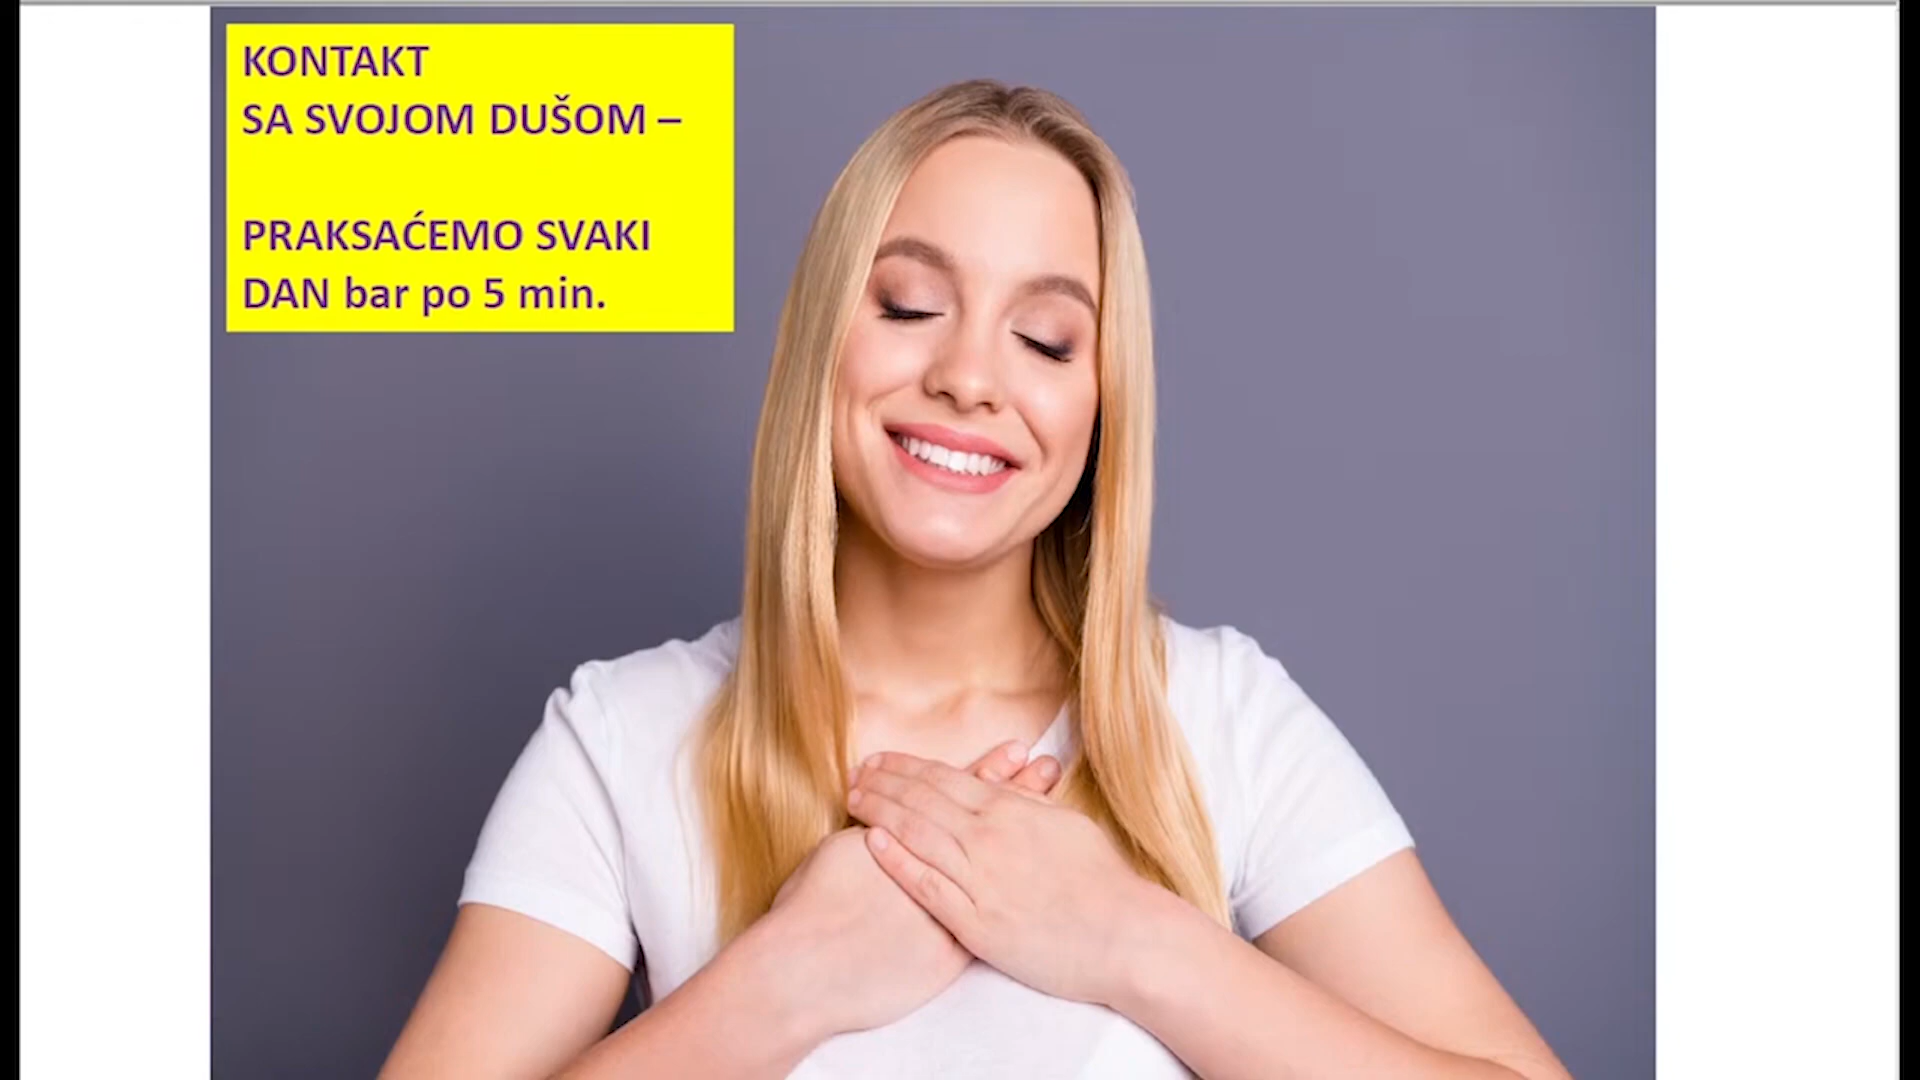 KONTAKT
SA SVOJOM DUŠOM –
PRAKSAĆEMO SVAKI
DAN bar po 5 min.